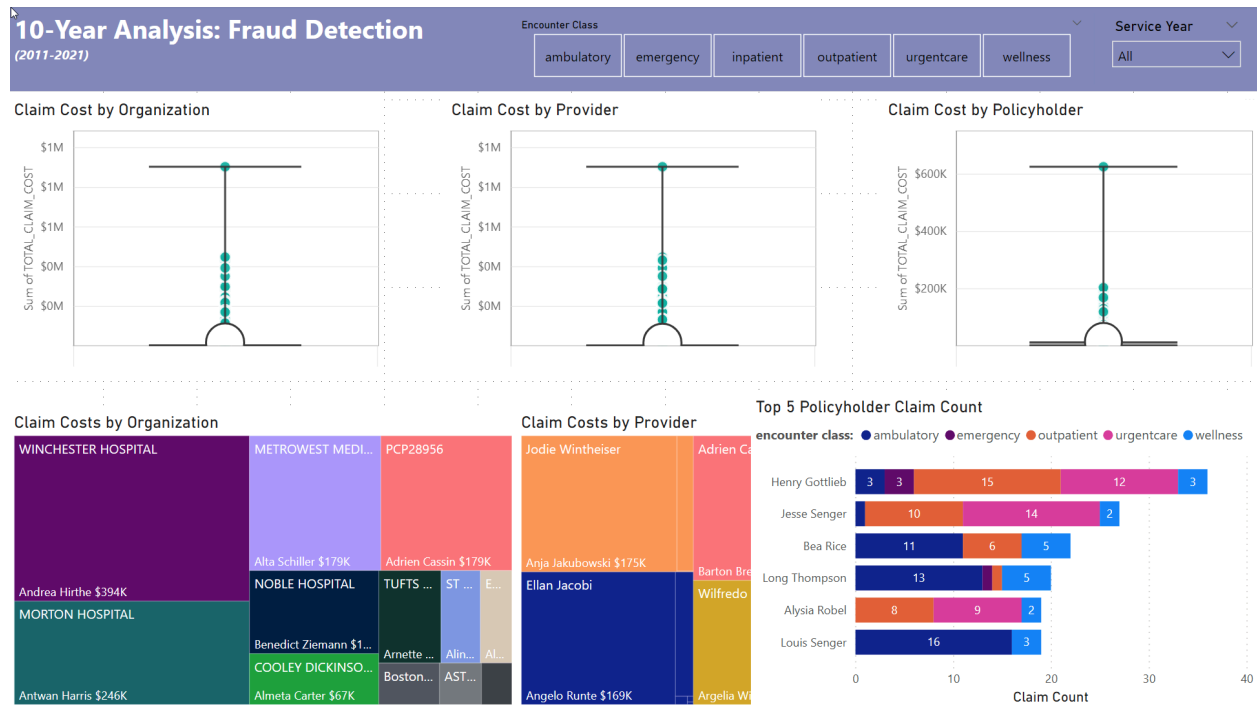 10-Year Analysis: Fraud Detection
(2011-2021)
Encounter Class
ambulatory
emergency
inpatient
outpatient
urgentcare
wellness
Service Year
All
Claim Cost by Organization
Sum of TOTAL_CLAIM_COST
$1M
$1M
$1M
$0M
$0M
Claim Cost by Provider
Sum of TOTAL_CLAIM_COST
$1M
$1M
$1M
$0M
$0M
Claim Cost by Policyholder
Sum of TOTAL_CLAIM_COST
$600K
$400K
$200K
Claim Costs by Organization
WINCHESTER HOSPITAL
Andrea Hirthe $394K
MORTON HOSPITAL
Antwan Harris $246K
METROWEST MEDI...
Alta Schiller $179K
PCP28956
Adrien Cassin $179K
NOBLE HOSPITAL
Benedict Ziemann $1...
COOLEY DICKINSO...
Almeta Carter $67K
TUFTS ...
Arnette ...
ST ...
Alin...
E...
Al...
Boston...
AST...
Claim Costs by Provider
Jodie Wintheiser
Anja Jakubowski $175K
Ellan Jacobi
Angelo Runte $169K
Adrien Ca
Barton Bre
Wilfredo
Argelia Wi
Top 5 Policyholder Claim Count
encounter class: ambulatory emergency outpatient urgentcare wellness
Henry Gottlieb 3 3 15 12 3
Jesse Senger 10 14 2
Bea Rice 11 6 5
Long Thompson 13 5
Alysia Robel 8 9 2
Louis Senger 16 3
0 10 20 30 40
Claim Count